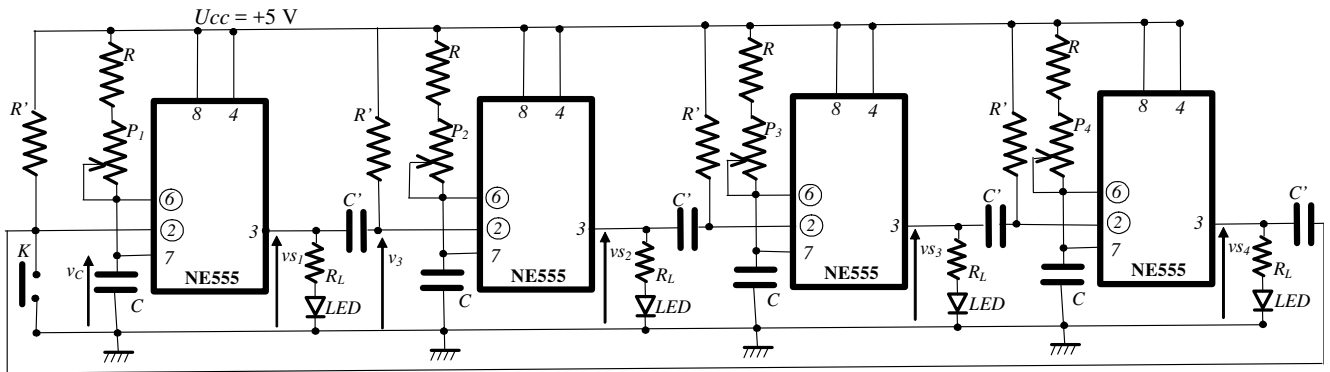 Ucc = +5 V
R R R R
R' P1 8 4 R' P2 8 4 R' P3 8 4 R' P4 8 4
6 6 6 6
2 3 C' 2 3 C' 2 3 C' 2 3 C'
K 7 7 7 7
vC C NE555 vs1 RL LED v3 C NE555 vs2 RL LED C NE555 vs3 RL LED C NE555 vs4 RL LED